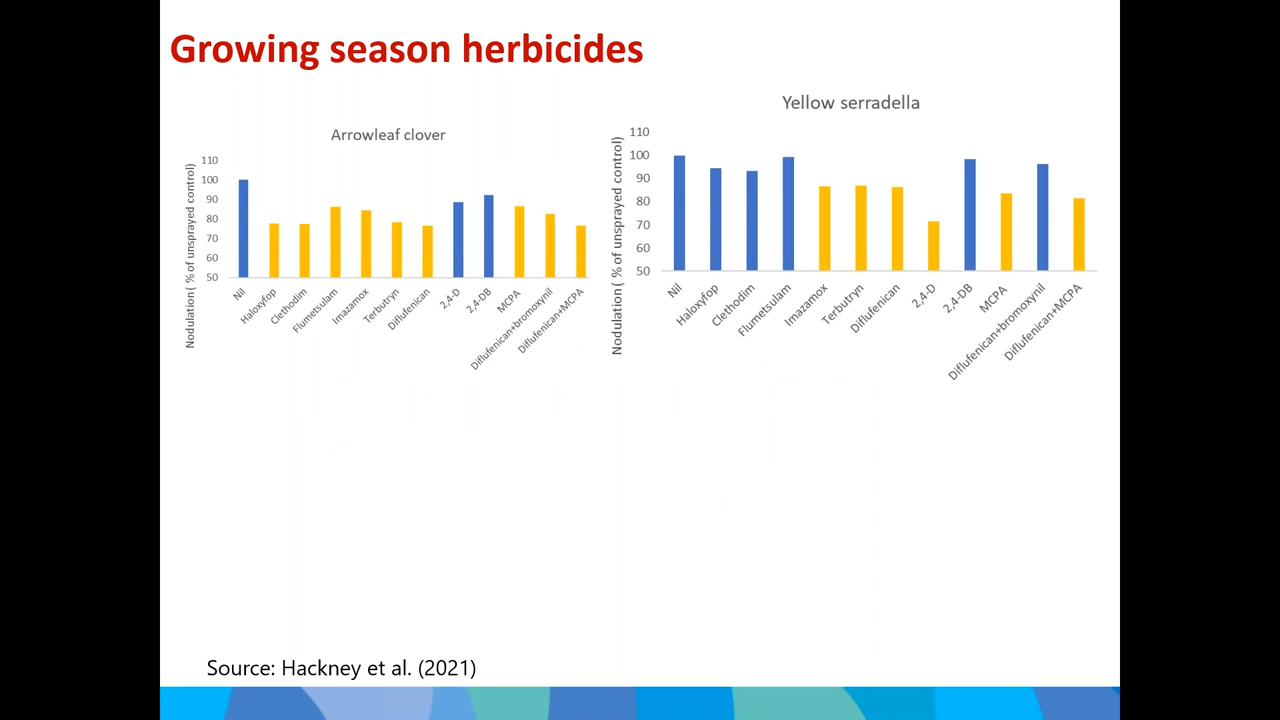 Growing season herbicides
Arrowleaf clover
Nodulation( % of unsprayed control)
110
100
90
80
70
60
50
Nil
Haloxyfop
Clethodim
Flumetsulam
Imazamox
Terbutryn
Diflufenican
2,4-D
2,4-DB
MCPA
Diflufenican+bromoxynil
Diflufenican+MCPA
Yellow serradella
Nodulation( % of unsprayed control)
110
100
90
80
70
60
50
Nil
Haloxyfop
Clethodim
Flumetsulam
Imazamox
Terbutryn
Diflufenican
2,4-D
2,4-DB
MCPA
Diflufenican+bromoxynil
Diflufenican+MCPA
Source: Hackney et al. (2021)